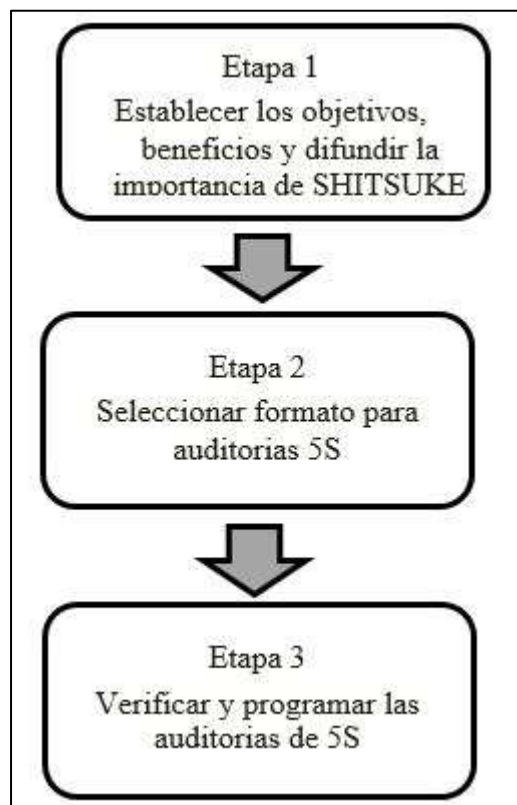 Etapa 1
Establecer los objetivos,
beneficios y difundir la
importancia de SHITSUKE
Etapa 2
Seleccionar formato para
auditorias 5S
Etapa 3
Verificar y programar las
auditorias de 5S